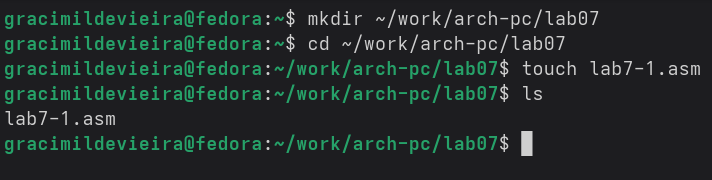 gracimildevieira@fedora:~$ mkdir ~/work/arch-pc/lab07
gracimildevieira@fedora:~$ cd ~/work/arch-pc/lab07
gracimildevieira@fedora:~/work/arch-pc/lab07$ touch lab7-1.asm
gracimildevieira@fedora:~/work/arch-pc/lab07$ ls
lab7-1.asm
gracimildevieira@fedora:~/work/arch-pc/lab07$